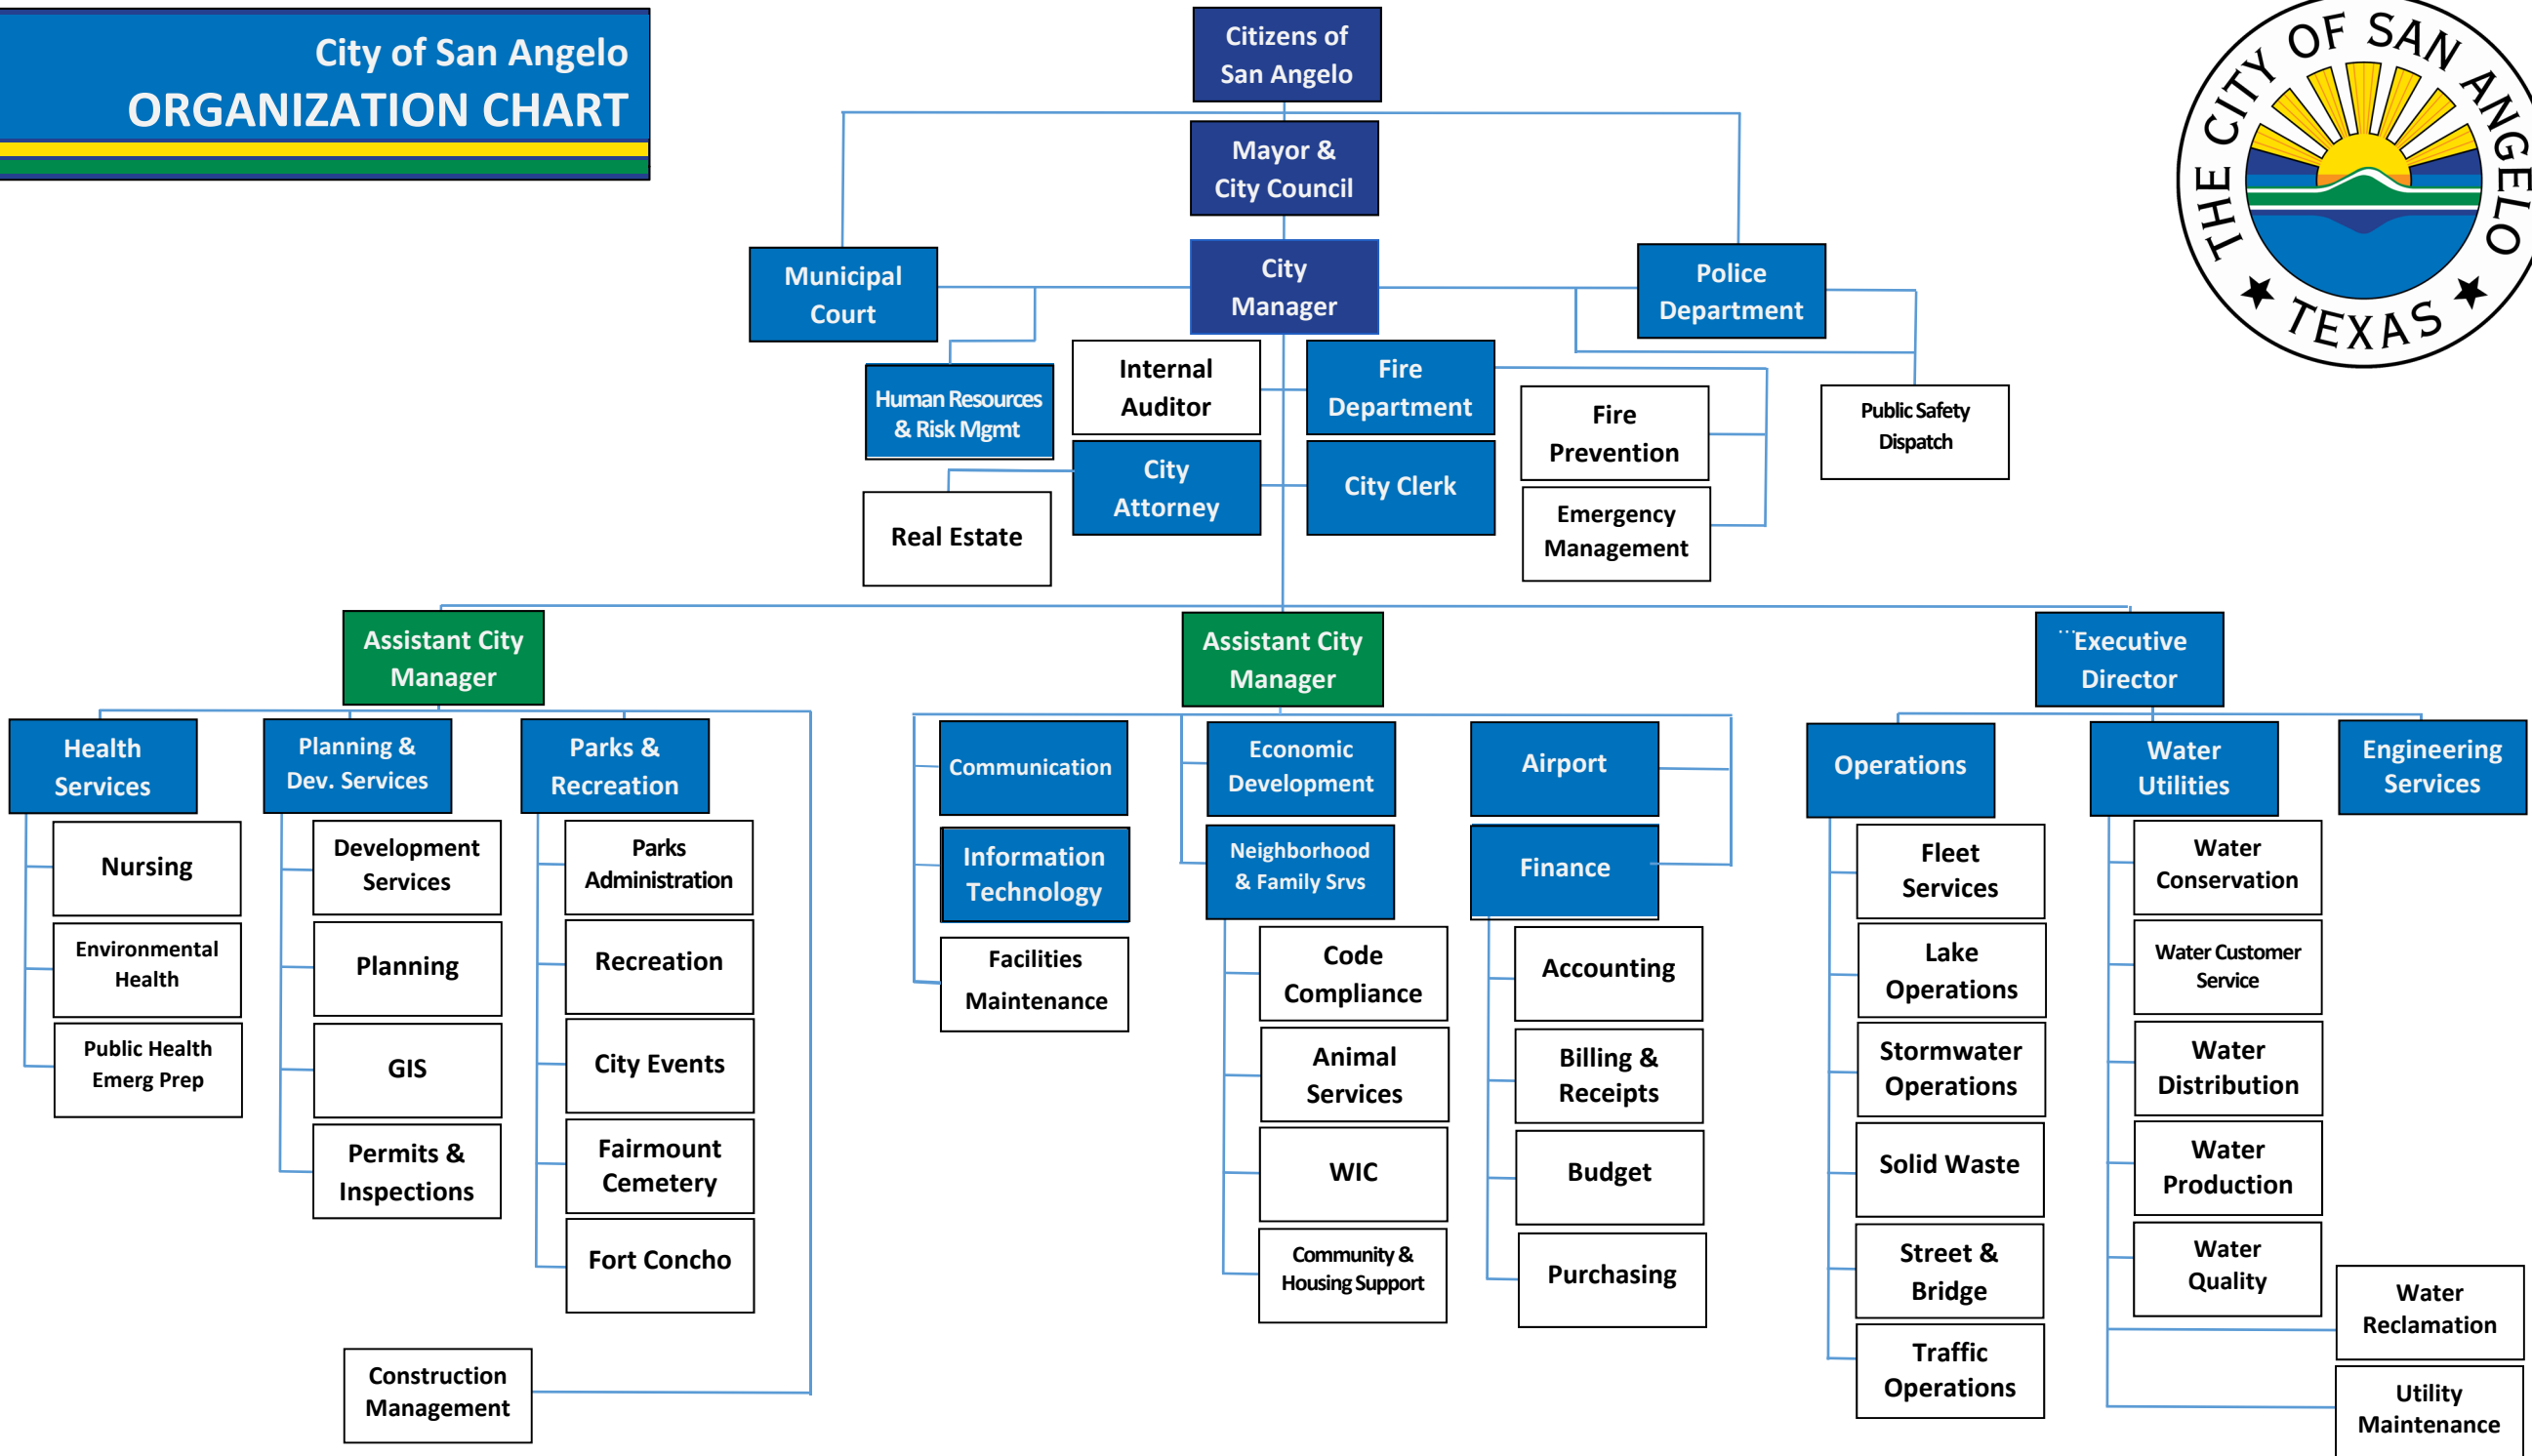 City of San Angelo
ORGANIZATION CHART
Citizens of
San Angelo
THE CITY OF SAN ANGELO
TEXAS
Mayor &
City Council
Municipal
Court
City
Manager
Police
Department
Human Resources
& Risk Mgmt
Internal
Auditor
Fire
Department
Fire
Prevention
Public Safety
Dispatch
Real Estate
City
Attorney
City Clerk
Emergency
Management
Assistant City
Manager
Assistant City
Manager
...Executive
Director
Health
Services
Planning &
Dev. Services
Parks &
Recreation
Communication
Economic
Development
Airport
Operations
Water
Utilities
Engineering
Services
Information
Technology
Neighborhood
& Family Srvs
Finance
Nursing
Environmental
Health
Public Health
Emerg Prep
Development
Services
Planning
GIS
Permits &
Inspections
Parks
Administration
Recreation
City Events
Fairmount
Cemetery
Fort Concho
Construction
Management
Facilities
Maintenance
Code
Compliance
Animal
Services
WIC
Community &
Housing Support
Accounting
Billing &
Receipts
Budget
Purchasing
Fleet
Services
Lake
Operations
Stormwater
Operations
Solid Waste
Street &
Bridge
Traffic
Operations
Water
Conservation
Water Customer
Service
Water
Distribution
Water
Production
Water
Quality
Water
Reclamation
Utility
Maintenance